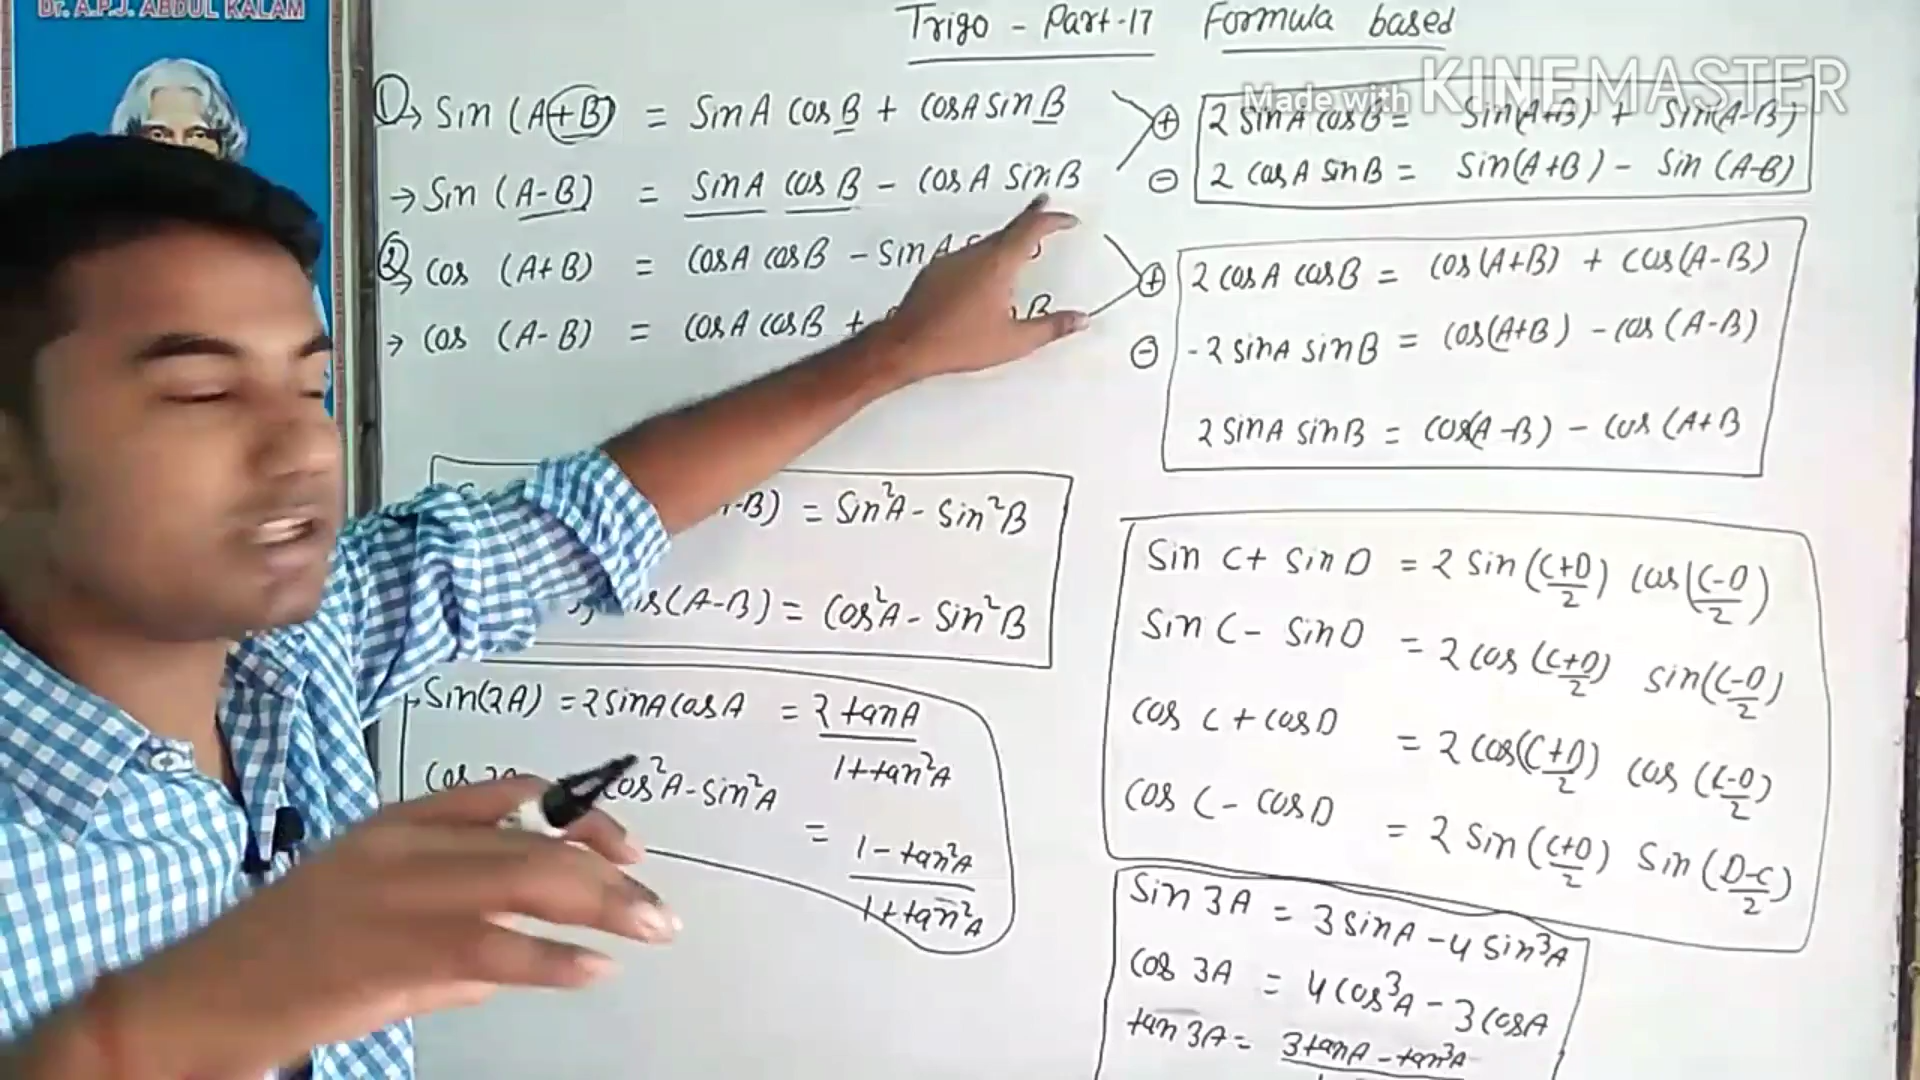 Dr. A.P.J. ABDUL KALAM
Trigo - Part-17 Formula based
Made with KINEMASTER
① → Sin (A+B) = SinA cosB + cosA sinB
→ Sin (A-B) = SinA cosB - cosA sinB
② → cos (A+B) = cosA cosB - sinA
→ cos (A-B) = cosA cosB + B
⊕ 2 sinA cosB = Sin(A+B) + Sin(A-B)
⊖ 2 cosA sinB = Sin(A+B) - Sin (A-B)
⊕ 2 cosA cosB = cos(A+B) + cos(A-B)
⊖ -2 sinA sinB = cos(A+B) - cos (A-B)
2 sinA sinB = cos(A-B) - cos (A+B
-B) = Sin²A - Sin²B
cos(A-B) = cos²A - Sin²B
→ Sin(2A) = 2 sinA cosA = 2 tanA / 1+tan²A
cos 2A cos²A - sin²A
= 1 - tan²A / 1 + tan²A
Sin C + Sin D = 2 Sin (C+D/2) cos (C-D/2)
Sin C - Sin D = 2 cos (C+D/2) sin (C-D/2)
cos C + cos D = 2 cos (C+D/2) cos (C-D/2)
cos C - cos D = 2 Sin (C+D/2) Sin (D-C/2)
Sin 3A = 3 sinA - 4 Sin³A
cos 3A = 4 cos³A - 3 cosA
tan 3A = 3tanA - tan³A